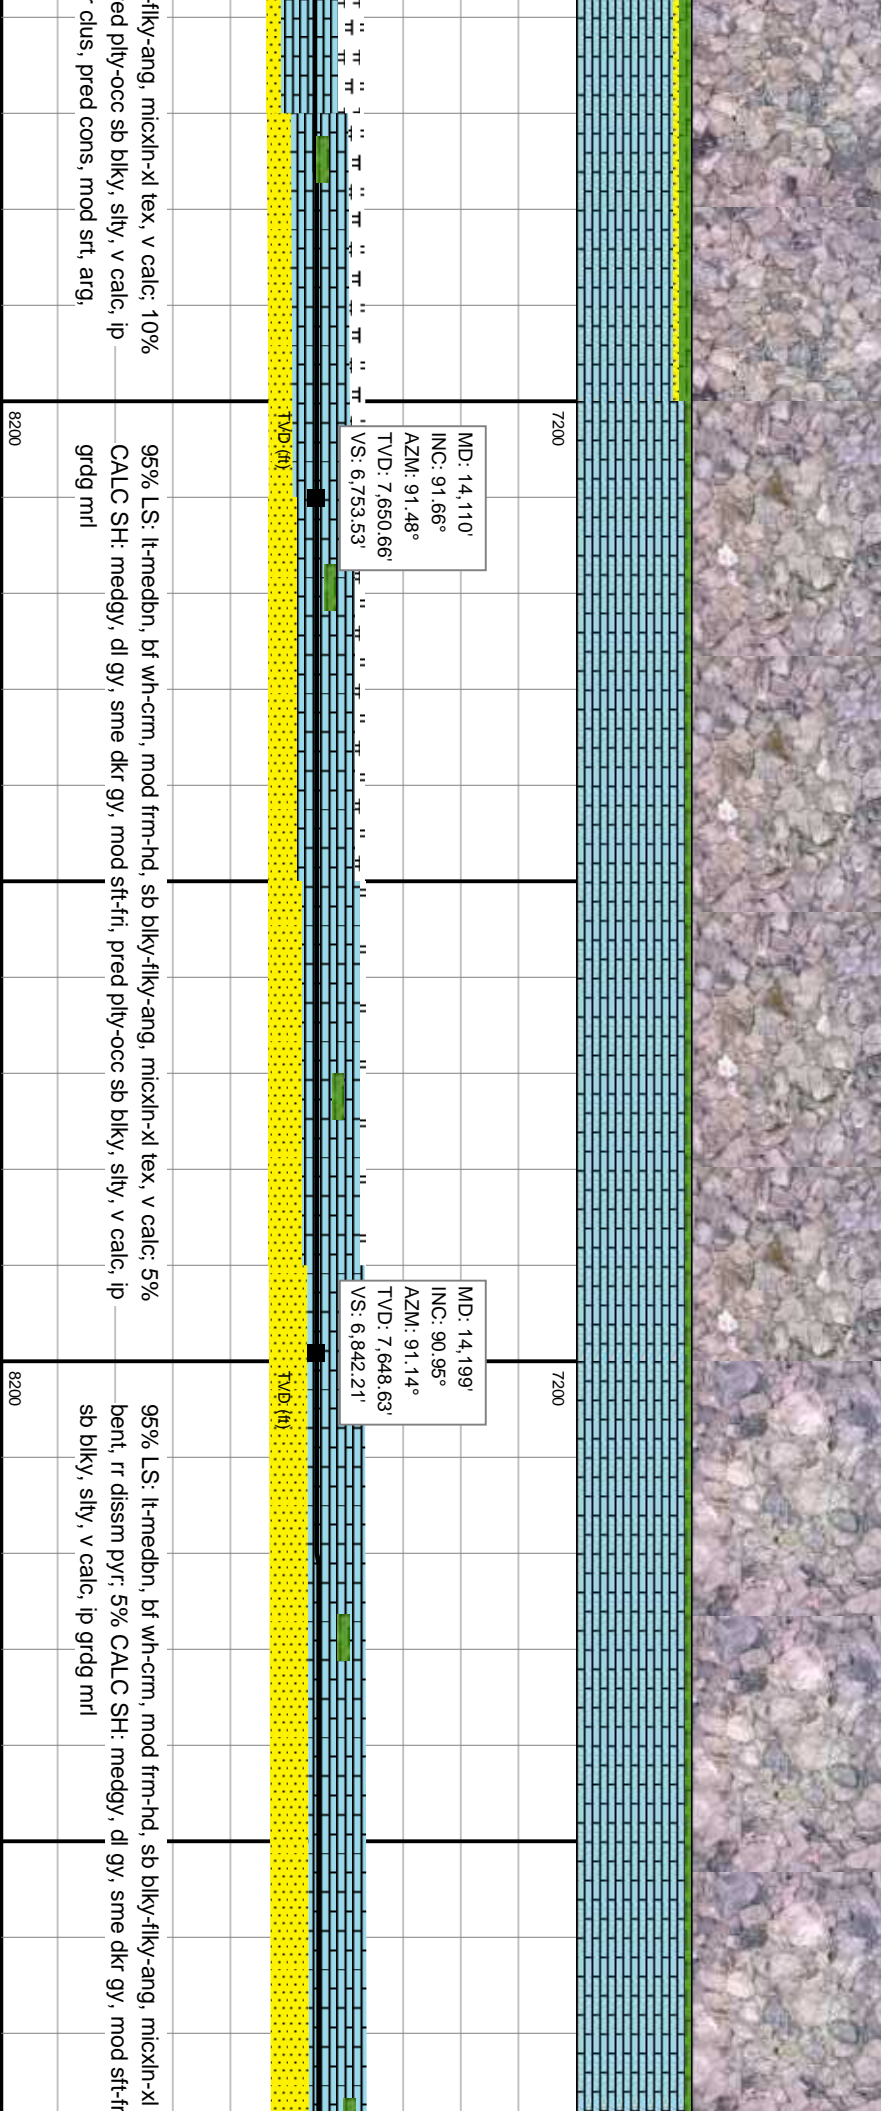 -flky-ang, micxln-xl tex, v calc; 10%
red plty-occ sb blky, slty, v calc, ip
r clus, pred cons, mod srt, arg,
7200
8200
TVD (ft)
MD: 14,110'
INC: 91.66°
AZM: 91.48°
TVD: 7,650.66'
VS: 6,753.53'
95% LS: lt-medbn, bf wh-crm, mod frm-hd, sb blky-flky-ang, micxln-xl tex, v calc; 5%
CALC SH: medgy, dl gy, sme dkr gy, mod sft-fri, pred plty-occ sb blky, slty, v calc, ip
grdg mrl
7200
8200
TVD (ft)
MD: 14,199'
INC: 90.95°
AZM: 91.14°
TVD: 7,648.63'
VS: 6,842.21'
95% LS: lt-medbn, bf wh-crm, mod frm-hd, sb blky-flky-ang, micxln-xl
bent, rr dissm pyr; 5% CALC SH: medgy, dl gy, sme dkr gy, mod sft-fr
sb blky, slty, v calc, ip grdg mrl